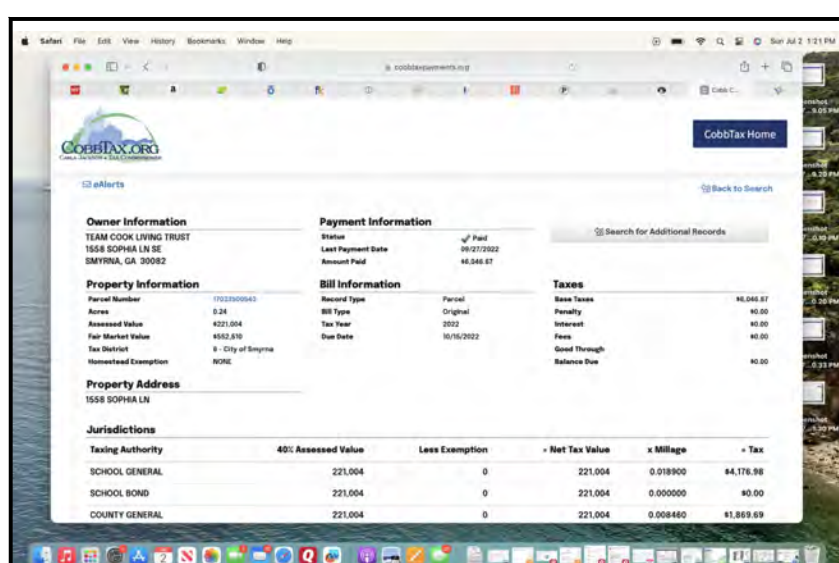 Safari File Edit View History Bookmarks Window Help Sun Jul 2 1:21 PM
cobbtaxpayments.org
COBBTAX.ORG
CARLA JACKSON • TAX COMMISSIONER
CobbTax Home
eAlerts
Back to Search
Owner Information
TEAM COOK LIVING TRUST
1558 SOPHIA LN SE
SMYRNA, GA 30082
Payment Information
Status Paid
Last Payment Date 09/27/2022
Amount Paid $6,046.67
Search for Additional Records
Property Information
Parcel Number
Acres 0.24
Assessed Value $221,004
Fair Market Value $552,510
Tax District 6 - City of Smyrna
Homestead Exemption NONE
Bill Information
Record Type Parcel
Bill Type Original
Tax Year 2022
Due Date 10/15/2022
Taxes
Base Taxes $6,046.67
Penalty $0.00
Interest $0.00
Fees $0.00
Good Through
Balance Due $0.00
Property Address
1558 SOPHIA LN
Jurisdictions
Taxing Authority 40% Assessed Value Less Exemption = Net Tax Value x Millage = Tax
SCHOOL GENERAL 221,004 0 221,004 0.018900 $4,176.98
SCHOOL BOND 221,004 0 221,004 0.000000 $0.00
COUNTY GENERAL 221,004 0 221,004 0.008460 $1,869.69